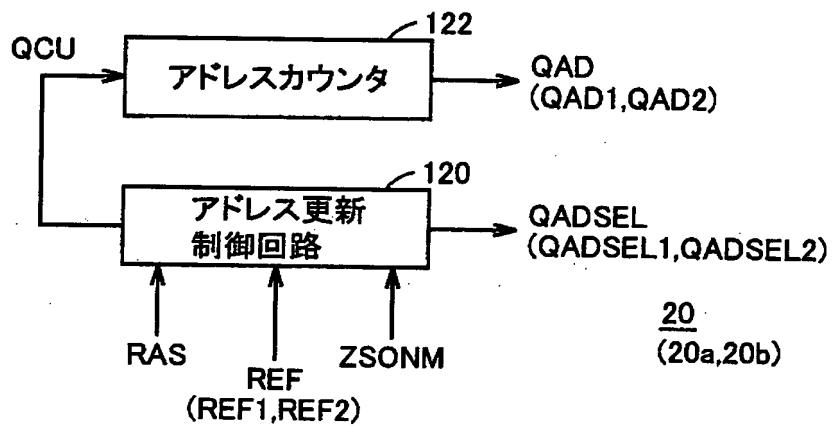 122
QCU
アドレスカウンタ
QAD
(QAD1,QAD2)
120
アドレス更新
制御回路
QADSEL
(QADSEL1,QADSEL2)
RAS
REF
(REF1,REF2)
ZSONM
20
(20a,20b)